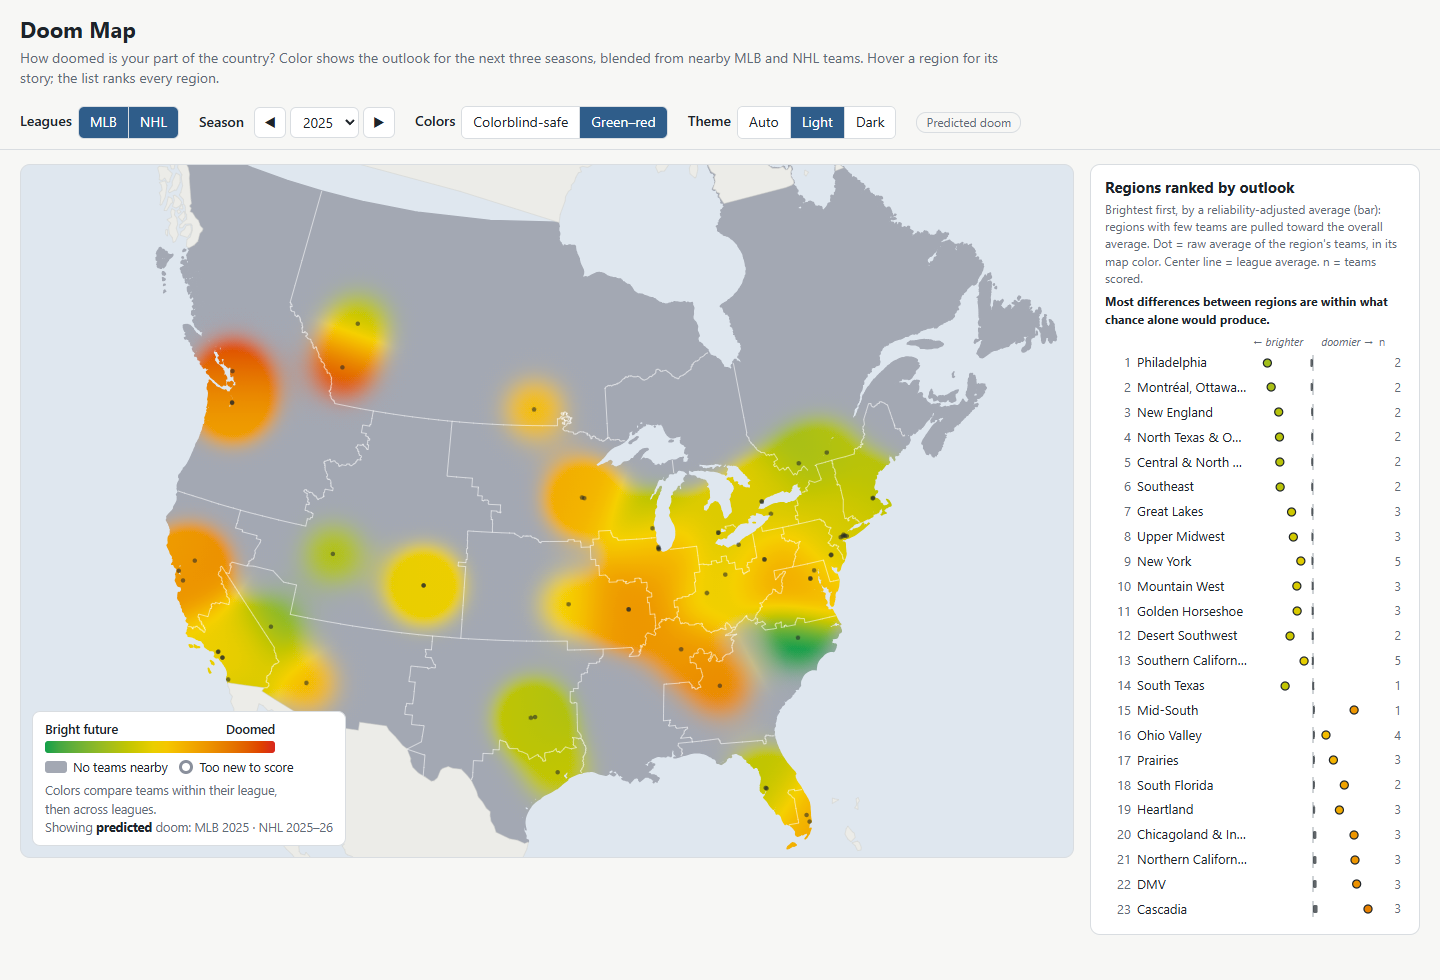 Doom Map
How doomed is your part of the country? Color shows the outlook for the next three seasons, blended from nearby MLB and NHL teams. Hover a region for its
story; the list ranks every region.
Leagues MLB NHL Season ◀ 2025 ▶ Colors Colorblind-safe Green–red Theme Auto Light Dark Predicted doom
Bright future Doomed
No teams nearby Too new to score
Colors compare teams within their league,
then across leagues.
Showing predicted doom: MLB 2025 · NHL 2025–26
Regions ranked by outlook
Brightest first, by a reliability-adjusted average (bar):
regions with few teams are pulled toward the overall
average. Dot = raw average of the region's teams, in its
map color. Center line = league average. n = teams
scored.
Most differences between regions are within what
chance alone would produce.
← brighter doomier → n
1 Philadelphia 2
2 Montréal, Ottawa... 2
3 New England 2
4 North Texas & O... 2
5 Central & North ... 2
6 Southeast 2
7 Great Lakes 3
8 Upper Midwest 3
9 New York 5
10 Mountain West 3
11 Golden Horseshoe 3
12 Desert Southwest 2
13 Southern Californ... 5
14 South Texas 1
15 Mid-South 1
16 Ohio Valley 4
17 Prairies 3
18 South Florida 2
19 Heartland 3
20 Chicagoland & In... 3
21 Northern Californ... 3
22 DMV 3
23 Cascadia 3